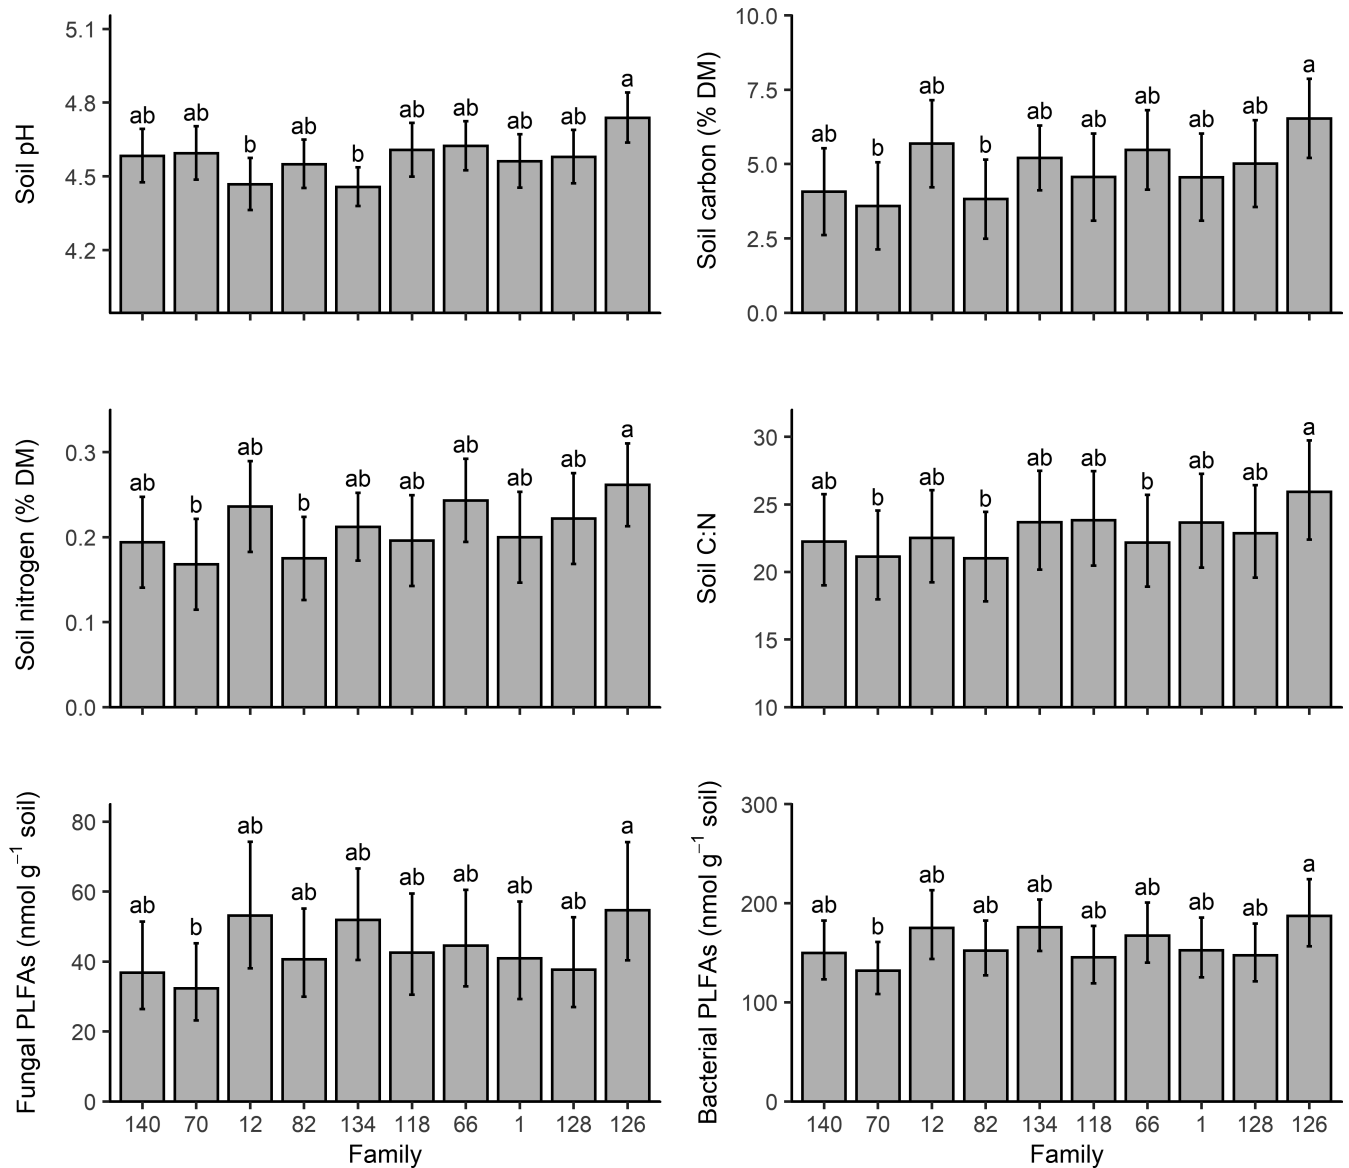 Soil pH
5.1
4.8
4.5
4.2
ab ab b ab b ab ab ab ab a
Soil carbon (% DM)
10.0
7.5
5.0
2.5
0.0
ab b ab b ab ab ab ab ab a
Soil nitrogen (% DM)
0.3
0.2
0.1
0.0
ab b ab b ab ab ab ab ab a
Soil C:N
30
25
20
15
10
ab b ab b ab ab b ab ab a
Fungal PLFAs (nmol g⁻¹ soil)
80
60
40
20
0
ab b ab ab ab ab ab ab ab a
140 70 12 82 134 118 66 1 128 126
Family
Bacterial PLFAs (nmol g⁻¹ soil)
300
200
100
0
ab b ab ab ab ab ab ab ab a
140 70 12 82 134 118 66 1 128 126
Family